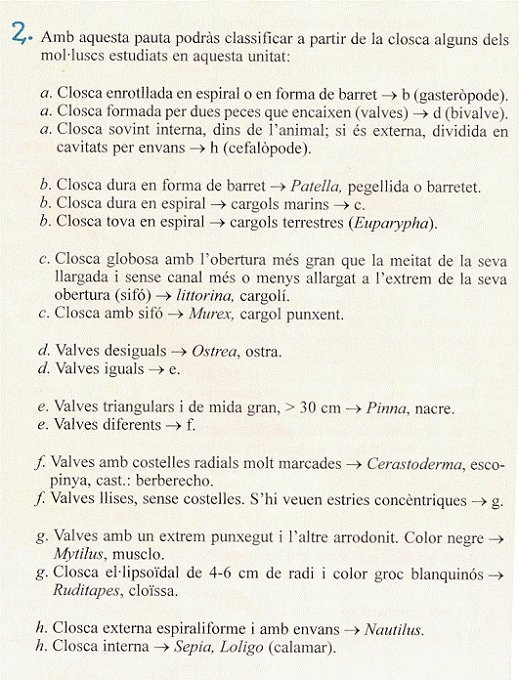 2. Amb aquesta pauta podràs classificar a partir de la closca alguns dels
mol·luscs estudiats en aquesta unitat:
a. Closca enrotllada en espiral o en forma de barret → b (gasteròpode).
a. Closca formada per dues peces que encaixen (valves) → d (bivalve).
a. Closca sovint interna, dins de l'animal; si és externa, dividida en
cavitats per envans → h (cefalòpode).
b. Closca dura en forma de barret → Patella, pegellida o barretet.
b. Closca dura en espiral → cargols marins → c.
b. Closca tova en espiral → cargols terrestres (Euparypha).
c. Closca globosa amb l'obertura més gran que la meitat de la seva
llargada i sense canal més o menys allargat a l'extrem de la seva
obertura (sifó) → littorina, cargolí.
c. Closca amb sifó → Murex, cargol punxent.
d. Valves desiguals → Ostrea, ostra.
d. Valves iguals → e.
e. Valves triangulars i de mida gran, > 30 cm → Pinna, nacre.
e. Valves diferents → f.
f. Valves amb costelles radials molt marcades → Cerastoderma, esco-
pinya, cast.: berberecho.
f. Valves llises, sense costelles. S'hi veuen estries concèntriques → g.
g. Valves amb un extrem punxegut i l'altre arrodonit. Color negre →
Mytilus, musclo.
g. Closca el·lipsoïdal de 4-6 cm de radi i color groc blanquinós →
Ruditapes, cloïssa.
h. Closca externa espiraliforme i amb envans → Nautilus.
h. Closca interna → Sepia, Loligo (calamar).